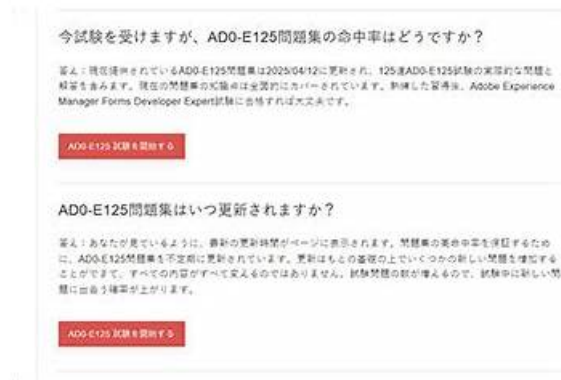 今試験を受けますが、AD0-E125問題集の命中率はどうですか？
答え：現在提供されているAD0-E125問題集は2025/04/12に更新され、125道AD0-E125試験の実際的な問題と
解答を含みます。現在の問題集の知識点は全面的にカバーされています。熟練した習得後、Adobe Experience
Manager Forms Developer Expert試験に合格すれば大丈夫です。
AD0-E125 試験を開始する
AD0-E125問題集はいつ更新されますか？
答え：あなたが見ているように、最新の更新時間がページに表示されます。問題集の高命中率を保証するため
に、AD0-E125問題集を不定期に更新されています。更新はもとの基礎の上でいくつかの新しい問題を増加する
ことができて、すべての内容がすべて変えるのではありません。試験問題の数が増えるので、試験中に新しい問
題に出会う確率が上がります。
AD0-E125 試験を開始する